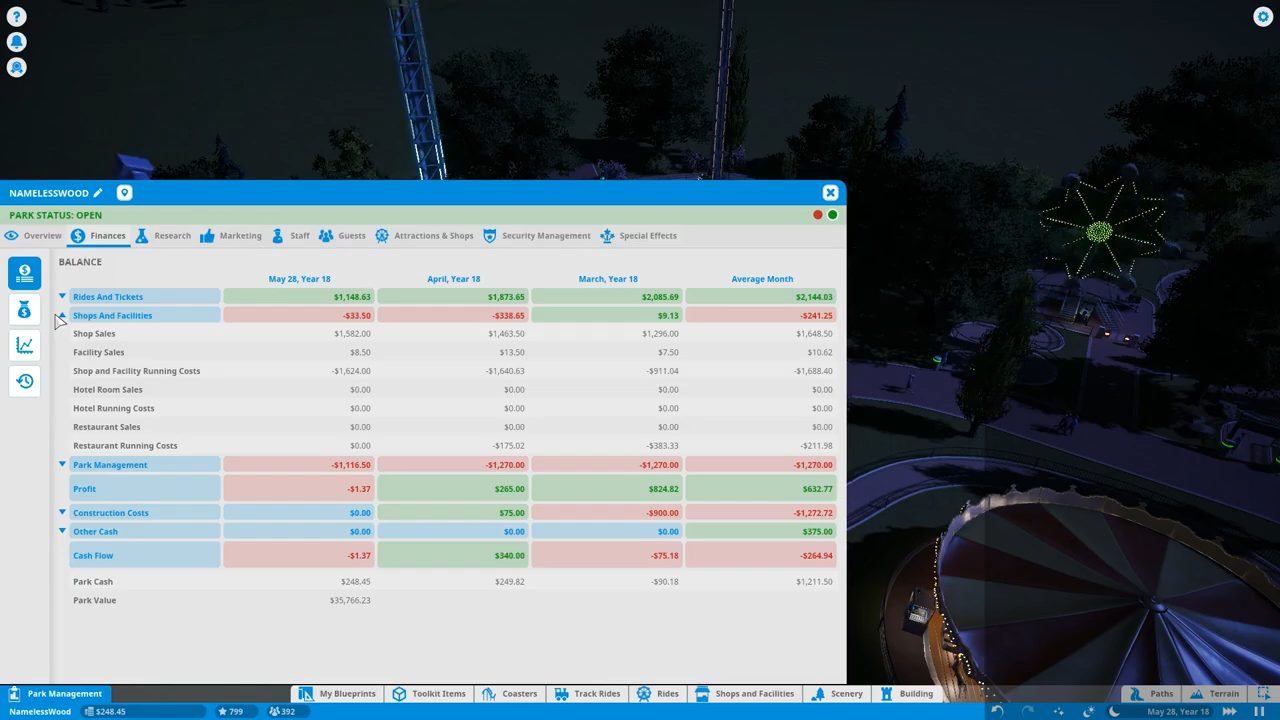 ?
NAMELESSWOOD
PARK STATUS: OPEN
Overview Finances Research Marketing Staff Guests Attractions & Shops Security Management Special Effects
BALANCE
May 28, Year 18 April, Year 18 March, Year 18 Average Month
Rides And Tickets $1,148.63 $1,873.65 $2,085.69 $2,144.03
Shops And Facilities -$33.50 -$338.65 $9.13 -$241.25
Shop Sales $1,582.00 $1,463.50 $1,296.00 $1,648.50
Facility Sales $8.50 $13.50 $7.50 $10.62
Shop and Facility Running Costs -$1,624.00 -$1,640.63 -$911.04 -$1,688.40
Hotel Room Sales $0.00 $0.00 $0.00 $0.00
Hotel Running Costs $0.00 $0.00 $0.00 $0.00
Restaurant Sales $0.00 $0.00 $0.00 $0.00
Restaurant Running Costs $0.00 -$175.02 -$383.33 -$211.98
Park Management -$1,116.50 -$1,270.00 -$1,270.00 -$1,270.00
Profit -$1.37 $265.00 $824.82 $632.77
Construction Costs $0.00 $75.00 -$900.00 -$1,272.72
Other Cash $0.00 $0.00 $0.00 $375.00
Cash Flow -$1.37 $340.00 -$75.18 -$264.94
Park Cash $248.45 $249.82 -$90.18 $1,211.50
Park Value $35,766.23
Park Management My Blueprints Toolkit Items Coasters Track Rides Rides Shops and Facilities Scenery Building Paths Terrain
NamelessWood $248.45 799 392 May 28, Year 18